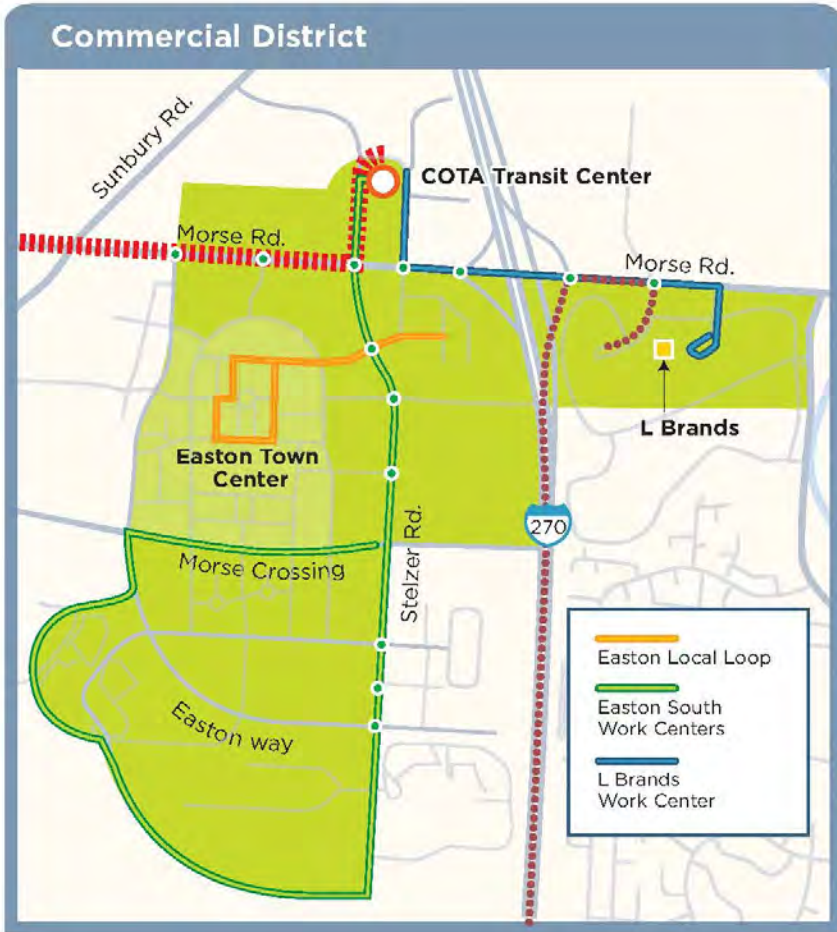 Commercial District
Sunbury Rd.
COTA Transit Center
Morse Rd.
Morse Rd.
L Brands
Easton Town
Center
270
Stelzer Rd.
Morse Crossing
Easton way
Easton Local Loop
Easton South
Work Centers
L Brands
Work Center